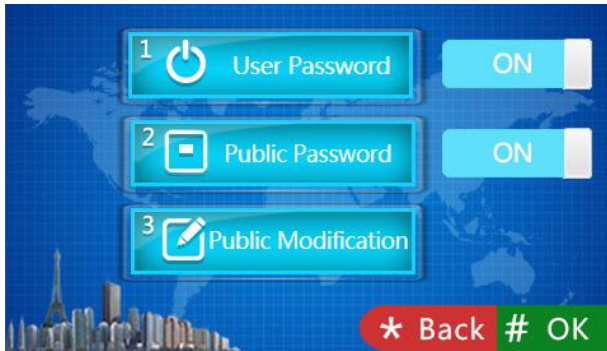 1 User Password ON
2 Public Password ON
3 Public Modification
* Back # OK